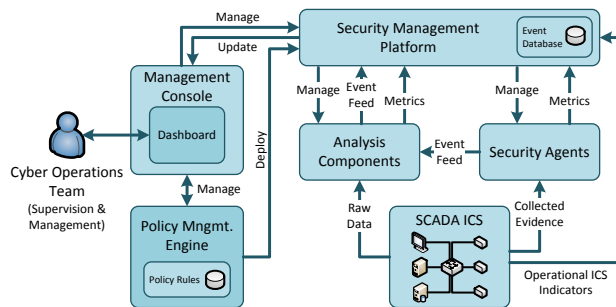 Manage
Update
Security Management
Platform
Event
Database
Management
Console
Dashboard
Cyber Operations
Team
(Supervision &
Management)
Manage
Policy Mngmt.
Engine
Policy Rules
Deploy
Manage
Event
Feed
Metrics
Manage
Metrics
Analysis
Components
Event
Feed
Security Agents
Raw
Data
Collected
Evidence
SCADA ICS
Operational ICS
Indicators